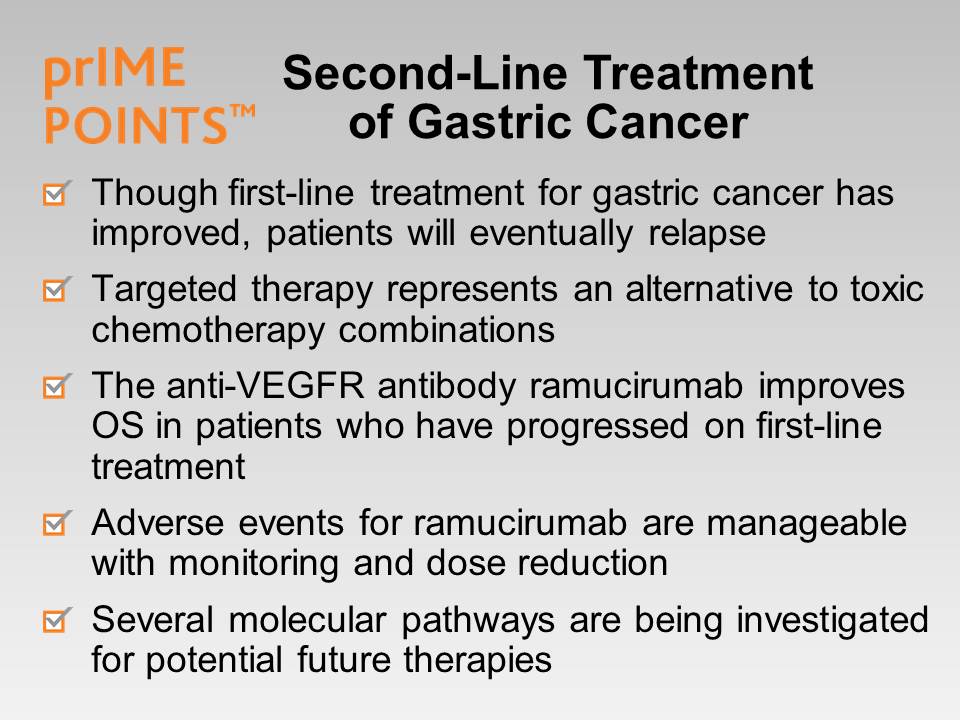 prIME
POINTS™
Second-Line Treatment
of Gastric Cancer
Though first-line treatment for gastric cancer has
improved, patients will eventually relapse
Targeted therapy represents an alternative to toxic
chemotherapy combinations
The anti-VEGFR antibody ramucirumab improves
OS in patients who have progressed on first-line
treatment
Adverse events for ramucirumab are manageable
with monitoring and dose reduction
Several molecular pathways are being investigated
for potential future therapies